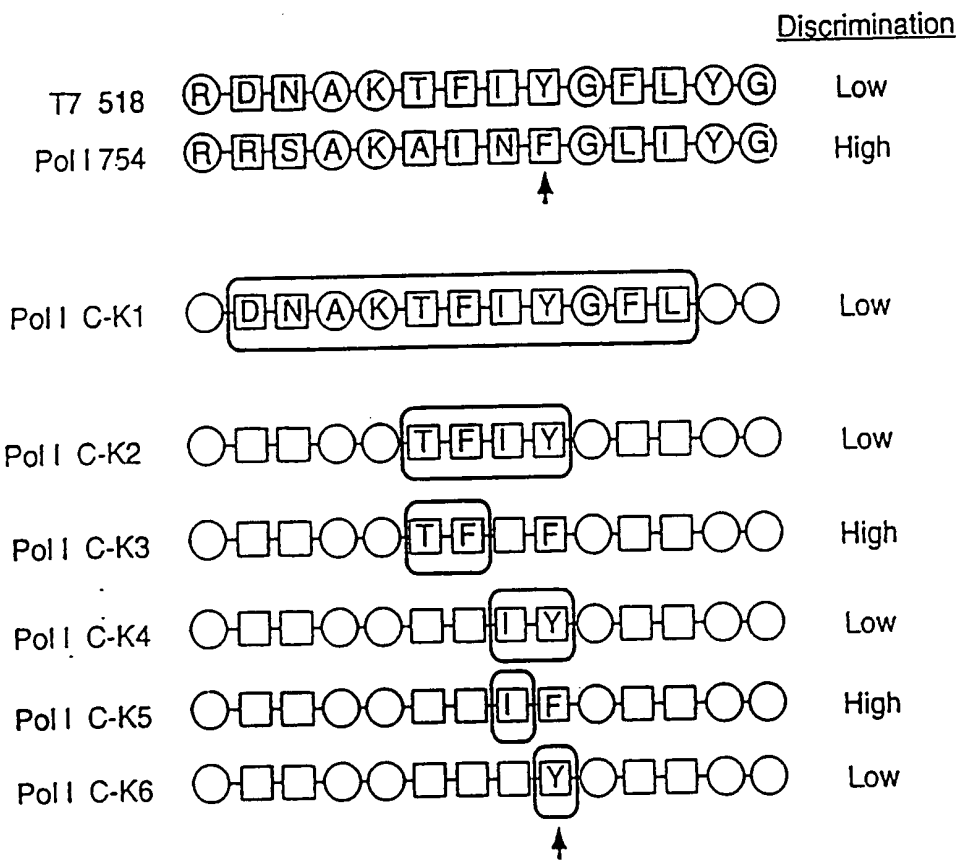 Discrimination
T7 518 R D N A K T F I Y G F L Y G Low
Pol I 754 R R S A K A I N F G L I Y G High
Pol I C-K1 D N A K T F I Y G F L Low
Pol I C-K2 T F I Y Low
Pol I C-K3 T F F High
Pol I C-K4 I Y Low
Pol I C-K5 I F High
Pol I C-K6 Y Low